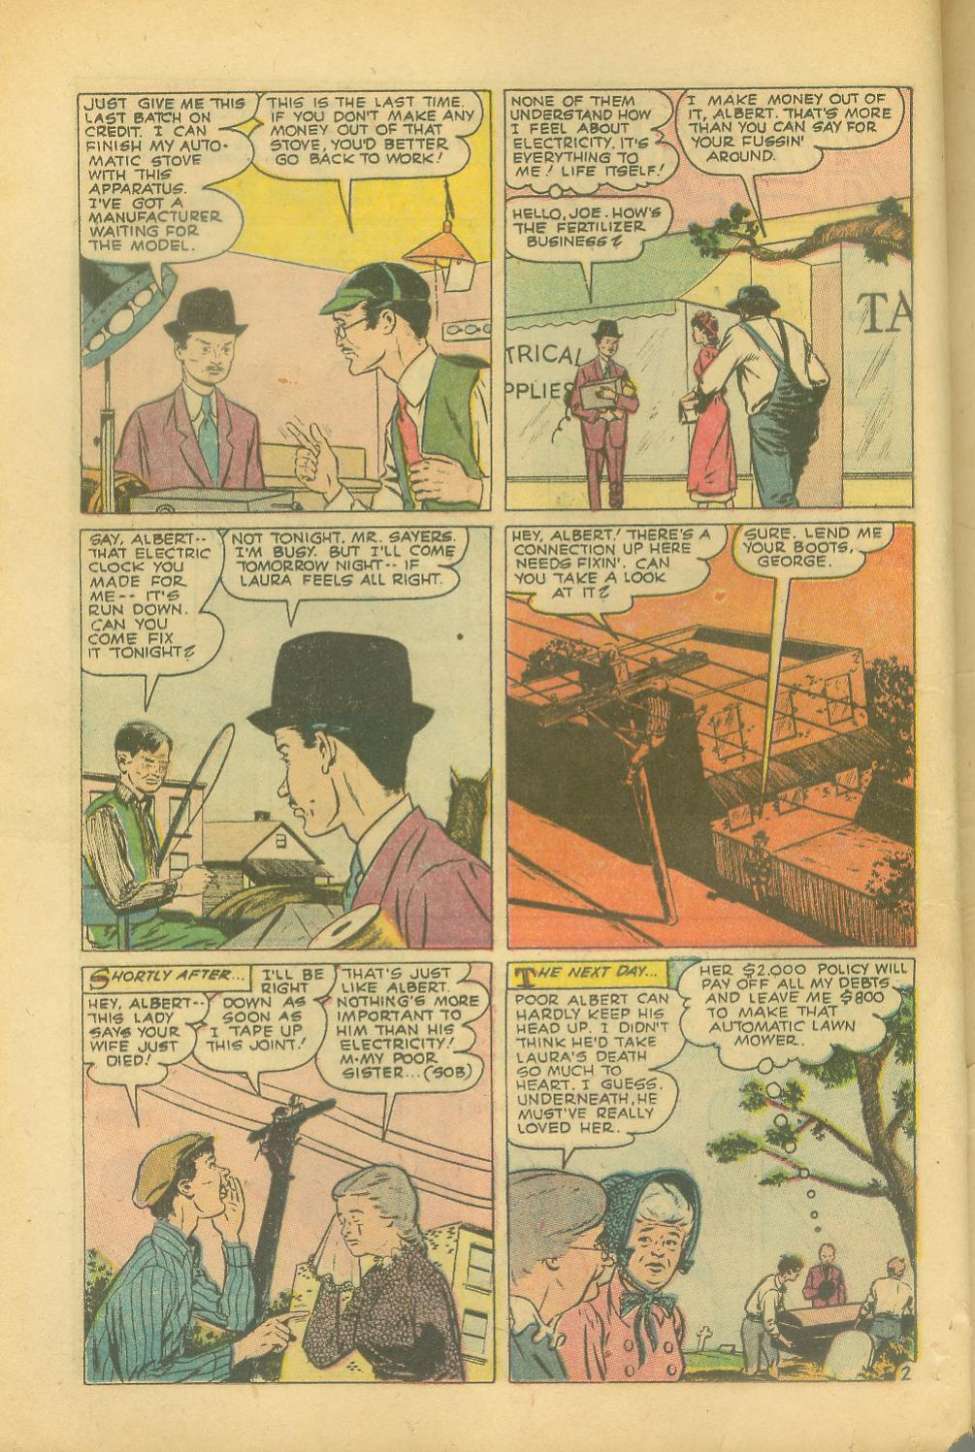 JUST GIVE ME THIS
LAST BATCH ON
CREDIT. I CAN
FINISH MY AUTO-
MATIC STOVE
WITH THIS
APPARATUS.
I'VE GOT A
MANUFACTURER
WAITING FOR
THE MODEL.
THIS IS THE LAST TIME.
IF YOU DON'T MAKE ANY
MONEY OUT OF THAT
STOVE, YOU'D BETTER
GO BACK TO WORK!
NONE OF THEM
UNDERSTAND HOW
I FEEL ABOUT
ELECTRICITY. IT'S
EVERYTHING TO
ME! LIFE ITSELF!
HELLO, JOE. HOW'S
THE FERTILIZER
BUSINESS?
I MAKE MONEY OUT OF
IT, ALBERT. THAT'S MORE
THAN YOU CAN SAY FOR
YOUR FUSSIN'
AROUND.
TRICAL
PPLIES
TA
SAY, ALBERT--
THAT ELECTRIC
CLOCK YOU
MADE FOR
ME-- IT'S
RUN DOWN.
CAN YOU
COME FIX
IT TONIGHT?
NOT TONIGHT, MR. SAYERS.
I'M BUSY. BUT I'LL COME
TOMORROW NIGHT-- IF
LAURA FEELS ALL RIGHT.
HEY, ALBERT! THERE'S A
CONNECTION UP HERE
NEEDS FIXIN'. CAN
YOU TAKE A LOOK
AT IT?
SURE. LEND ME
YOUR BOOTS,
GEORGE.
SHORTLY AFTER...
HEY, ALBERT--
THIS LADY
SAYS YOUR
WIFE JUST
DIED!
I'LL BE
RIGHT
DOWN AS
SOON AS
I TAPE UP
THIS JOINT!
THAT'S JUST
LIKE ALBERT.
NOTHING'S MORE
IMPORTANT TO
HIM THAN HIS
ELECTRICITY!
M-MY POOR
SISTER... (SOB)
THE NEXT DAY...
POOR ALBERT CAN
HARDLY KEEP HIS
HEAD UP. I DIDN'T
THINK HE'D TAKE
LAURA'S DEATH
SO MUCH TO
HEART. I GUESS,
UNDERNEATH, HE
MUST'VE REALLY
LOVED HER.
HER $2,000 POLICY WILL
PAY OFF ALL MY DEBTS
AND LEAVE ME $800
TO MAKE THAT
AUTOMATIC LAWN
MOWER.
2